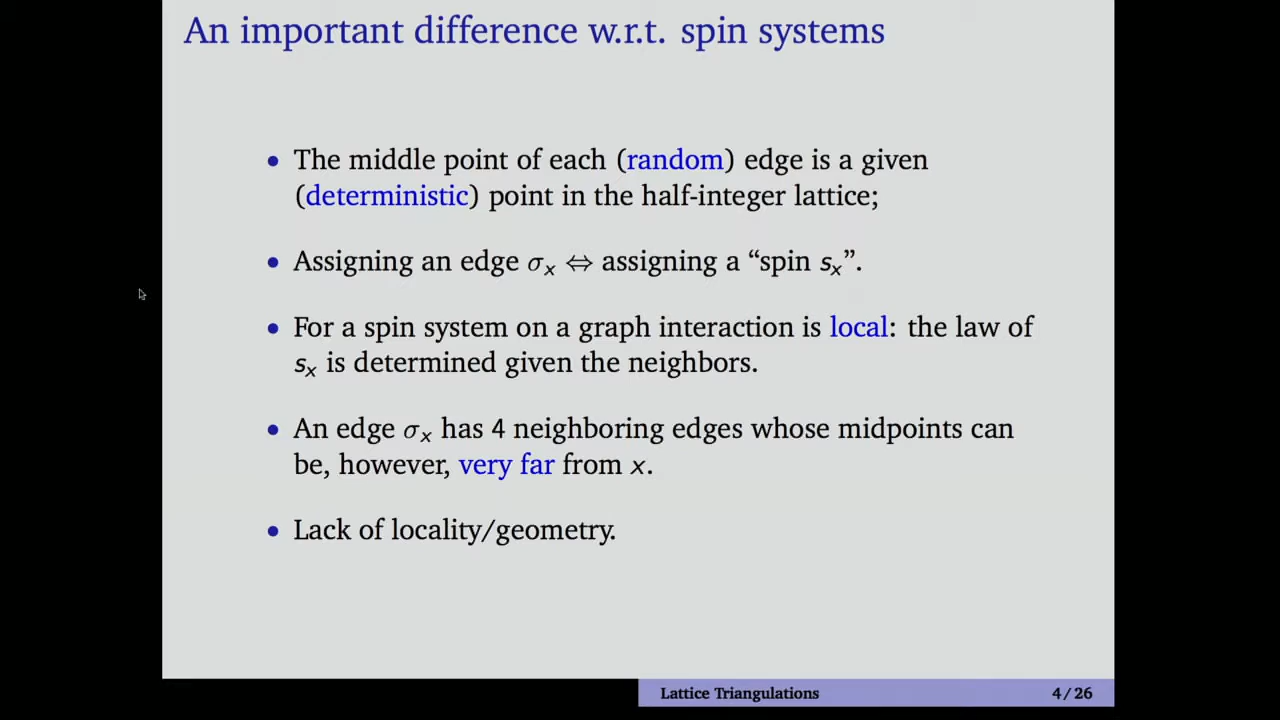 An important difference w.r.t. spin systems
• The middle point of each (random) edge is a given
(deterministic) point in the half-integer lattice;
• Assigning an edge σₓ ⇔ assigning a “spin sₓ”.
• For a spin system on a graph interaction is local: the law of
sₓ is determined given the neighbors.
• An edge σₓ has 4 neighboring edges whose midpoints can
be, however, very far from x.
• Lack of locality/geometry.
Lattice Triangulations 4/26